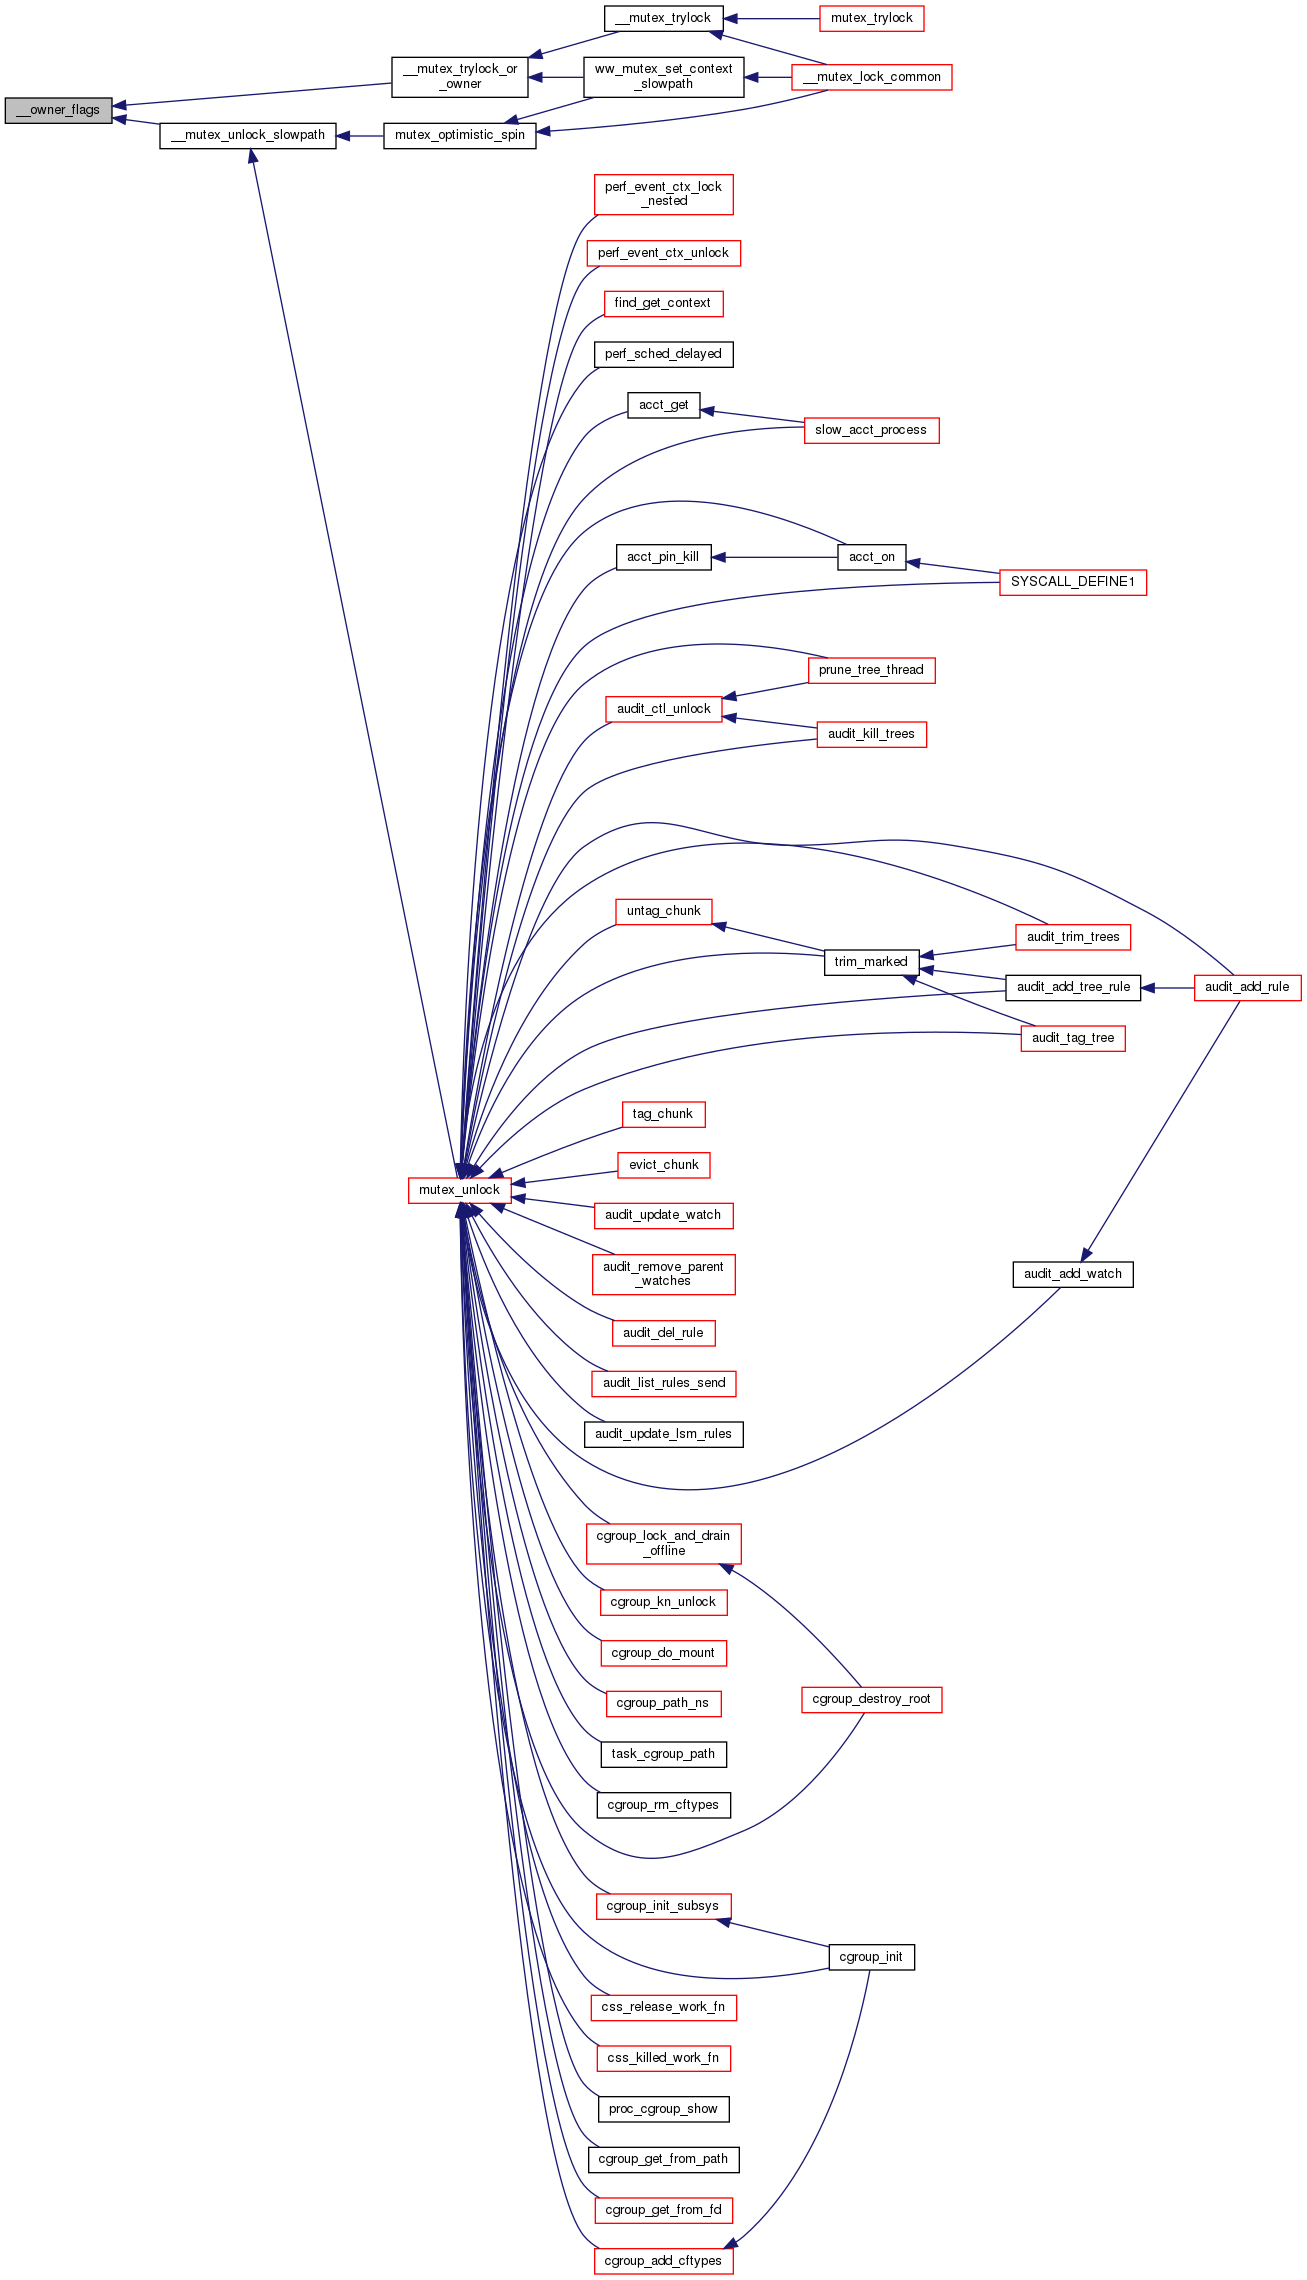 __mutex_trylock
mutex_trylock
__mutex_trylock_or
_owner
ww_mutex_set_context
_slowpath
__mutex_lock_common
__owner_flags
__mutex_unlock_slowpath
mutex_optimistic_spin
perf_event_ctx_lock
_nested
perf_event_ctx_unlock
find_get_context
perf_sched_delayed
acct_get
slow_acct_process
acct_pin_kill
acct_on
SYSCALL_DEFINE1
prune_tree_thread
audit_ctl_unlock
audit_kill_trees
untag_chunk
audit_trim_trees
trim_marked
audit_add_tree_rule
audit_add_rule
audit_tag_tree
tag_chunk
evict_chunk
mutex_unlock
audit_update_watch
audit_remove_parent
_watches
audit_add_watch
audit_del_rule
audit_list_rules_send
audit_update_lsm_rules
cgroup_lock_and_drain
_offline
cgroup_kn_unlock
cgroup_do_mount
cgroup_path_ns
cgroup_destroy_root
task_cgroup_path
cgroup_rm_cftypes
cgroup_init_subsys
cgroup_init
css_release_work_fn
css_killed_work_fn
proc_cgroup_show
cgroup_get_from_path
cgroup_get_from_fd
cgroup_add_cftypes